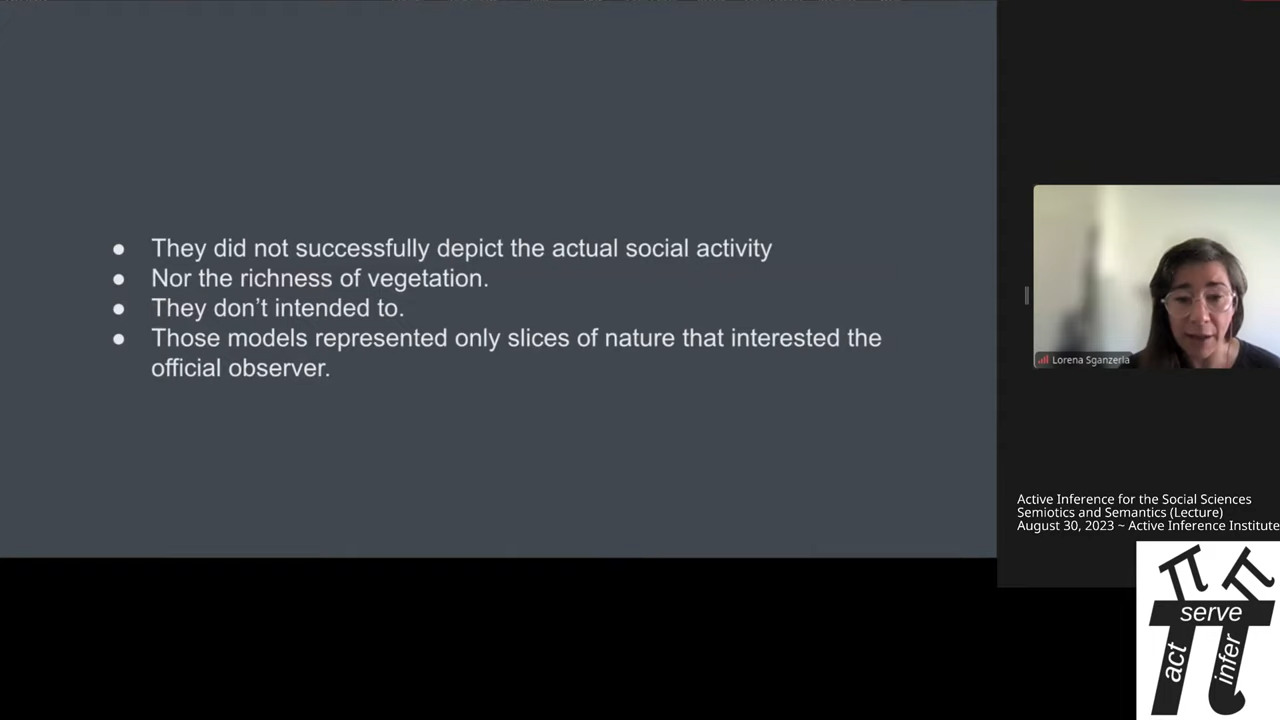 ● They did not successfully depict the actual social activity
● Nor the richness of vegetation.
● They don’t intended to.
● Those models represented only slices of nature that interested the
official observer.
Lorena Sganzerla
Active Inference for the Social Sciences
Semiotics and Semantics (Lecture)
August 30, 2023 ~ Active Inference Institute
serve
act
infer